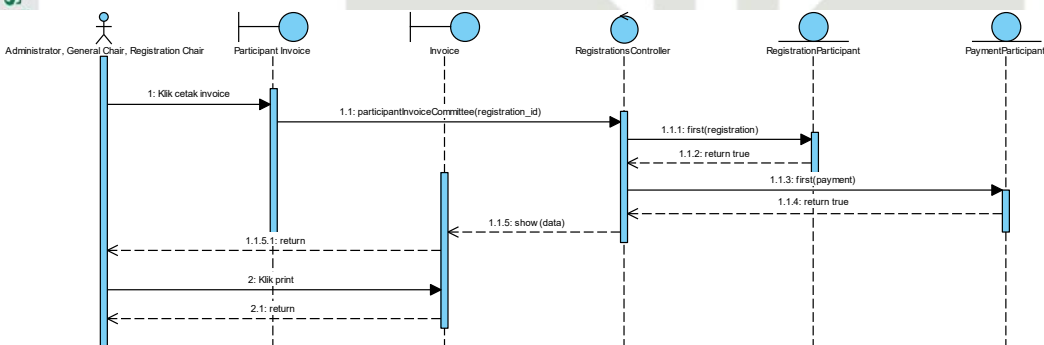 Administrator, General Chair, Registration Chair
Participant Invoice
Invoice
RegistrationsController
RegistrationParticipant
PaymentParticipant
1: Klik cetak invoice
1.1: participantInvoiceCommittee(registration_id)
1.1.1: first(registration)
1.1.2: return true
1.1.3: first(payment)
1.1.4: return true
1.1.5: show (data)
1.1.5.1: return
2: Klik print
2.1: return